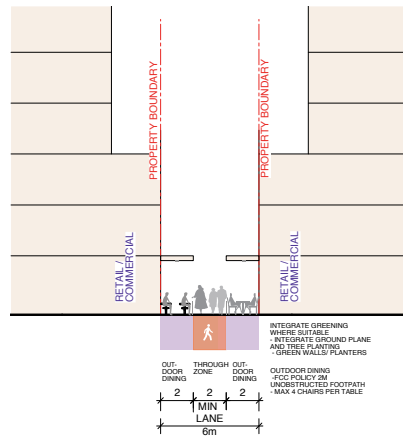 PROPERTY BOUNDARY
PROPERTY BOUNDARY
RETAIL /
COMMERCIAL
RETAIL /
COMMERCIAL
INTEGRATE GREENING
WHERE SUITABLE
- INTEGRATE GROUND PLANE
AND TREE PLANTING
- GREEN WALLS/ PLANTERS
OUT-
DOOR
DINING
THROUGH
ZONE
OUT-
DOOR
DINING
OUTDOOR DINING
-FCC POLICY 2M
UNOBSTRUCTED FOOTPATH
- MAX 4 CHAIRS PER TABLE
2
2
2
MIN
LANE
6m